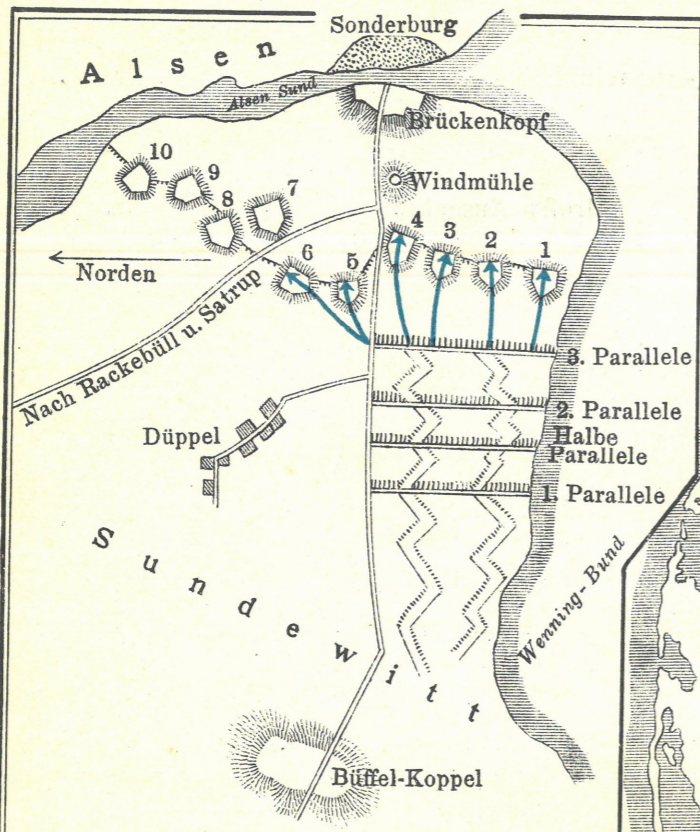 Sonderburg
Alsen
Alsen Sund
Brückenkopf
Windmühle
10
9
8
7
6
5
4
3
2
1
Norden
Nach Rackebüll u. Satrup
3. Parallele
2. Parallele
Halbe
Parallele
1. Parallele
Düppel
Sundewitt
Wenning-Bund
Büffel-Koppel